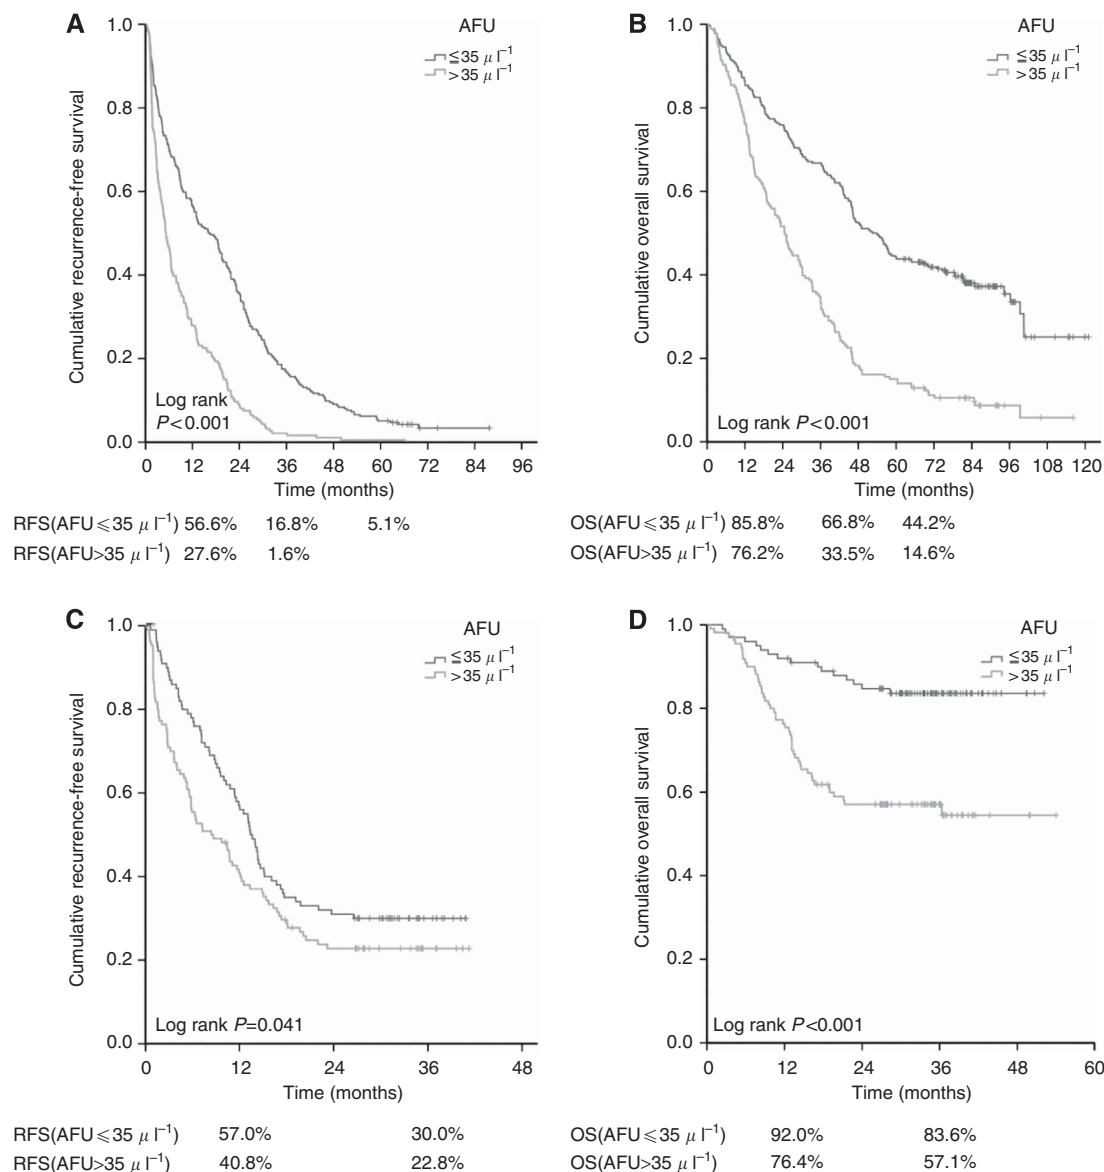 A
AFU
≤35 μ l⁻¹
>35 μ l⁻¹
Cumulative recurrence-free survival
1.0
0.8
0.6
0.4
0.2
0.0
Log rank
P<0.001
0 12 24 36 48 60 72 84 96
Time (months)
RFS(AFU⩽35 μ l⁻¹) 56.6% 16.8% 5.1%
RFS(AFU>35 μ l⁻¹) 27.6% 1.6%
B
AFU
≤35 μ l⁻¹
>35 μ l⁻¹
Cumulative overall survival
1.0
0.8
0.6
0.4
0.2
0.0
Log rank P<0.001
0 12 24 36 48 60 72 84 96 108 120
Time (months)
OS(AFU⩽35 μ l⁻¹) 85.8% 66.8% 44.2%
OS(AFU>35 μ l⁻¹) 76.2% 33.5% 14.6%
C
AFU
≤35 μ l⁻¹
>35 μ l⁻¹
Cumulative recurrence-free survival
1.0
0.8
0.6
0.4
0.2
0.0
Log rank P=0.041
0 12 24 36 48
Time (months)
RFS(AFU⩽35 μ l⁻¹) 57.0% 30.0%
RFS(AFU>35 μ l⁻¹) 40.8% 22.8%
D
AFU
≤35 μ l⁻¹
>35 μ l⁻¹
Cumulative overall survival
1.0
0.8
0.6
0.4
0.2
0.0
Log rank P<0.001
0 12 24 36 48 60
Time (months)
OS(AFU⩽35 μ l⁻¹) 92.0% 83.6%
OS(AFU>35 μ l⁻¹) 76.4% 57.1%